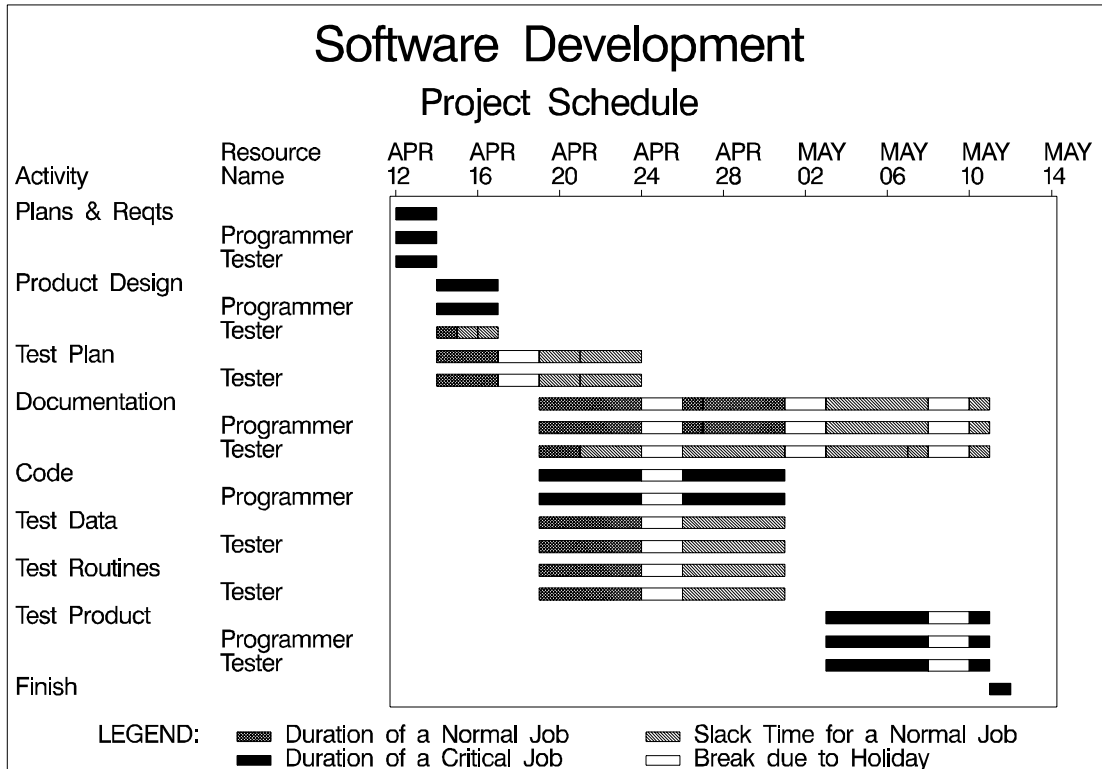 Software Development
Project Schedule
Resource APR APR APR APR APR MAY MAY MAY MAY
Activity Name 12 16 20 24 28 02 06 10 14
Plans & Reqts
Programmer
Tester
Product Design
Programmer
Tester
Test Plan
Tester
Documentation
Programmer
Tester
Code
Programmer
Test Data
Tester
Test Routines
Tester
Test Product
Programmer
Tester
Finish
LEGEND: Duration of a Normal Job Slack Time for a Normal Job
Duration of a Critical Job Break due to Holiday